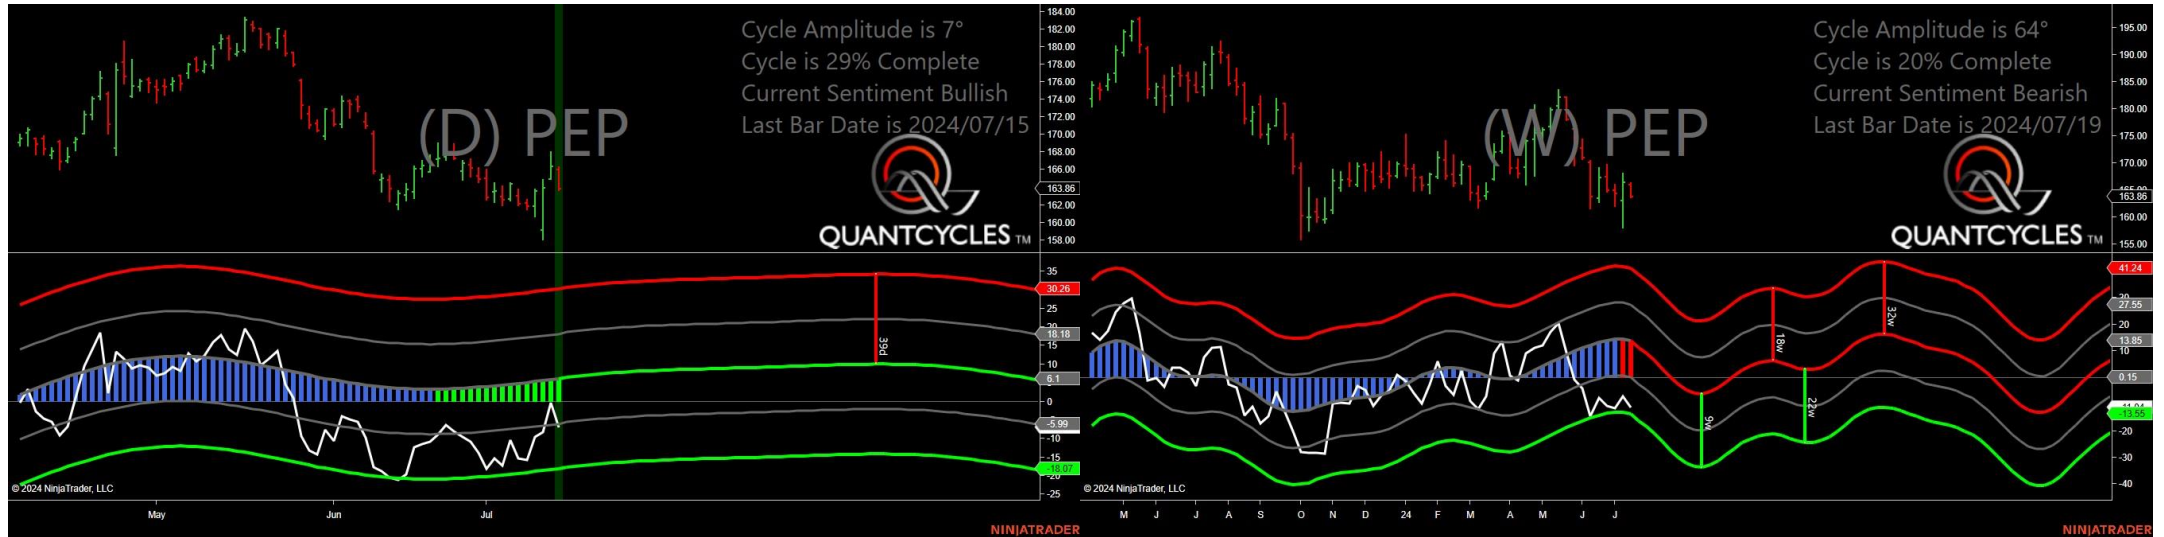 Cycle Amplitude is 7°
Cycle is 29% Complete
Current Sentiment Bullish
Last Bar Date is 2024/07/15
(D) PEP
QUANTCYCLES TM
184.00
182.00
180.00
178.00
176.00
174.00
172.00
170.00
168.00
166.00
163.86
162.00
160.00
158.00
35
30.26
25
18.18
15
10
6.1
0
-5.99
-10
-15
-18.07
-20
-25
39d
© 2024 NinjaTrader, LLC
May
Jun
Jul
NINJATRADER
Cycle Amplitude is 64°
Cycle is 20% Complete
Current Sentiment Bearish
Last Bar Date is 2024/07/19
(W) PEP
QUANTCYCLES TM
195.00
190.00
185.00
180.00
175.00
170.00
165.00
163.86
160.00
155.00
41.24
27.55
20
13.85
10
0.15
-13.55
-20
-30
-40
9w
18w
22w
32w
© 2024 NinjaTrader, LLC
M
J
J
A
S
O
N
D
24
F
M
A
M
J
J
NINJATRADER